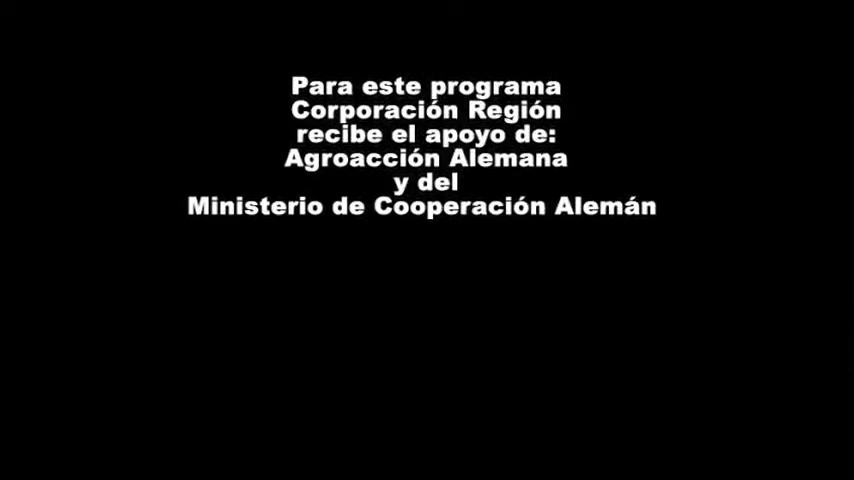 Para este programa
Corporación Región
recibe el apoyo de:
Agroacción Alemana
y del
Ministerio de Cooperación Alemán